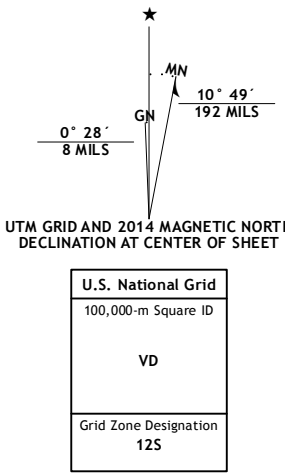 ★
MN
GN
10° 49´
192 MILS
0° 28´
8 MILS
UTM GRID AND 2014 MAGNETIC NORTH
DECLINATION AT CENTER OF SHEET
U.S. National Grid
100,000-m Square ID
VD
Grid Zone Designation
12S